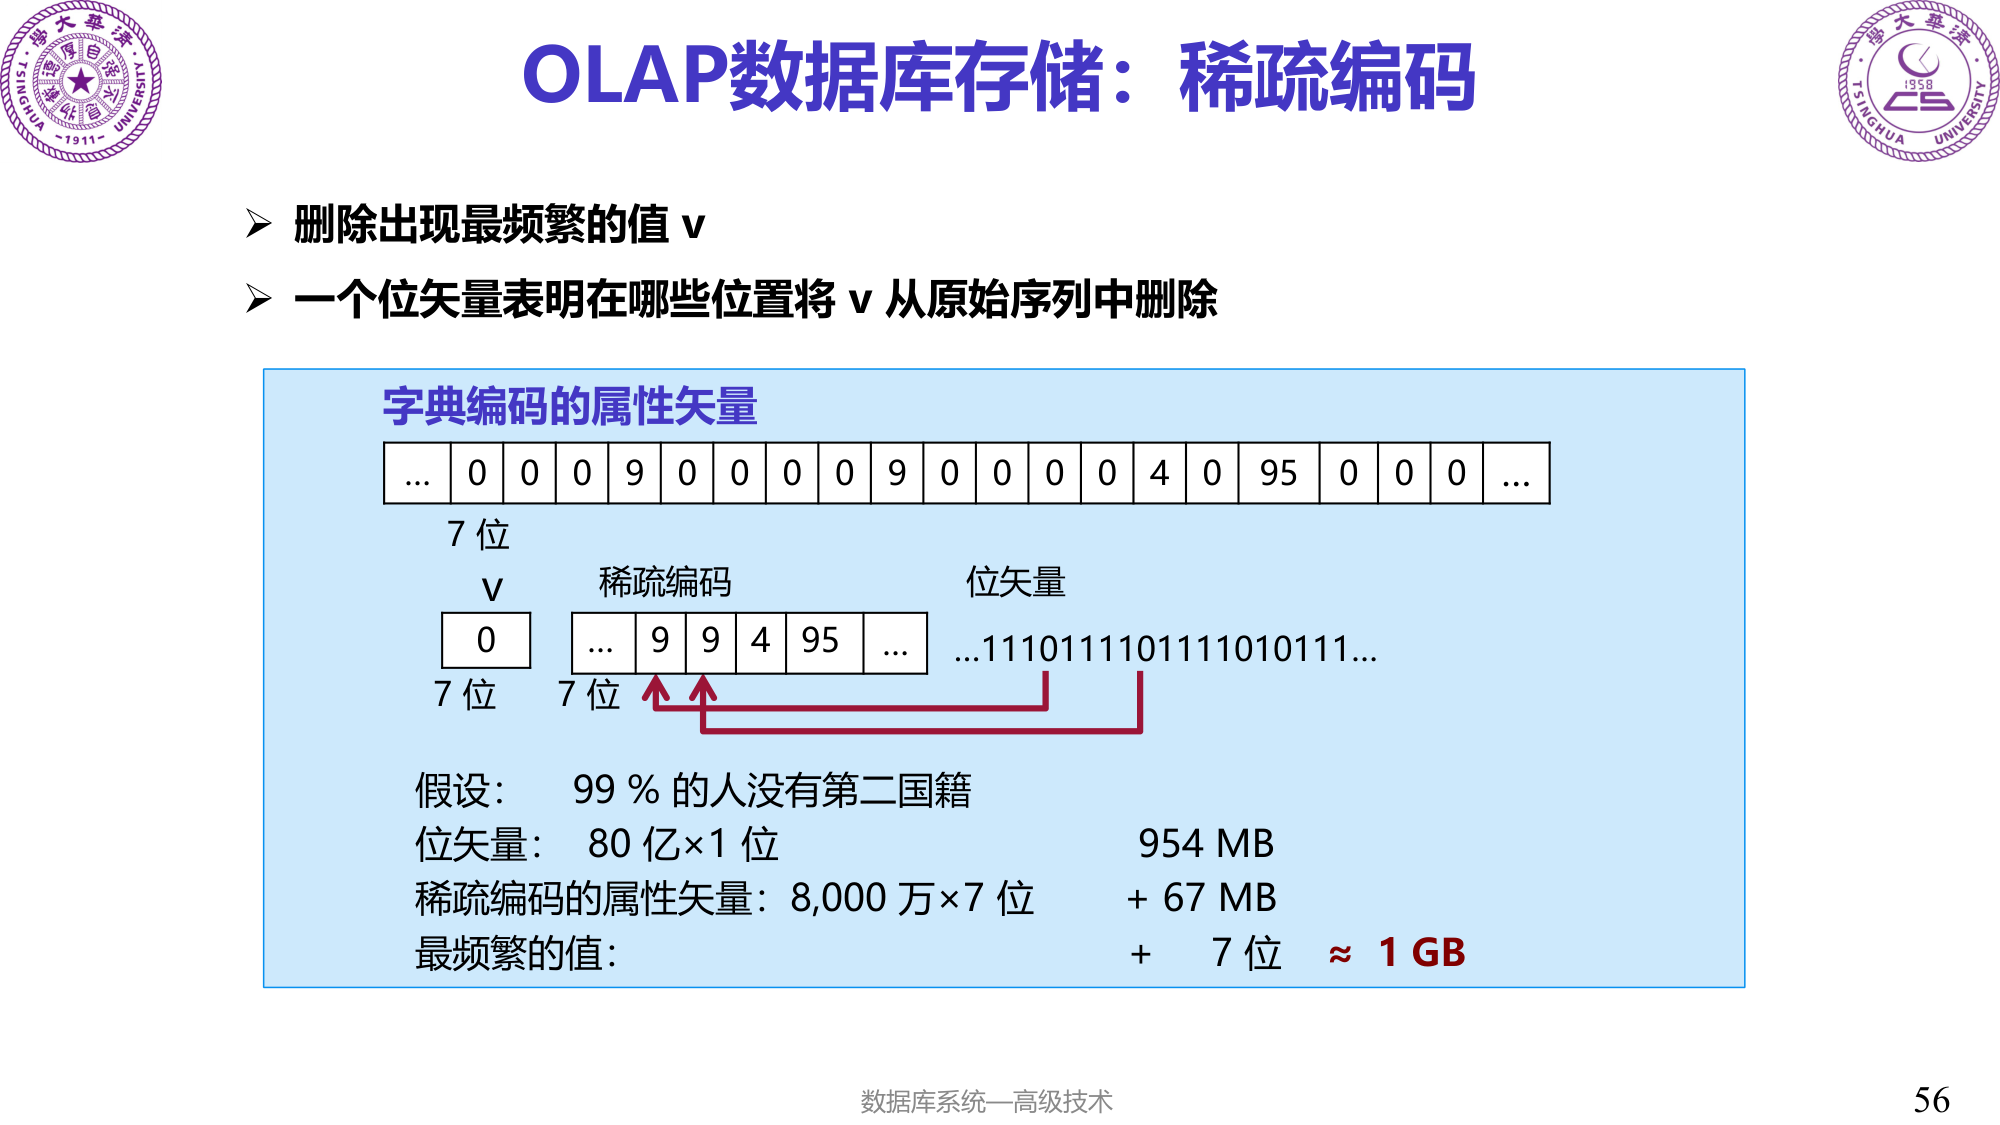 OLAP数据库存储：稀疏编码
➢ 删除出现最频繁的值 v
➢ 一个位矢量表明在哪些位置将 v 从原始序列中删除
字典编码的属性矢量
... 0 0 0 9 0 0 0 0 9 0 0 0 0 4 0 95 0 0 0 ...
7 位
v 稀疏编码 位矢量
0 ... 9 9 4 95 ... ...1110111101111010111...
7 位 7 位
假设： 99 % 的人没有第二国籍
位矢量： 80 亿×1 位 954 MB
稀疏编码的属性矢量：8,000 万×7 位 + 67 MB
最频繁的值： + 7 位 ≈ 1 GB
数据库系统—高级技术
56
TSINGHUA UNIVERSITY
-1911-
TSINGHUA UNIVERSITY
1958